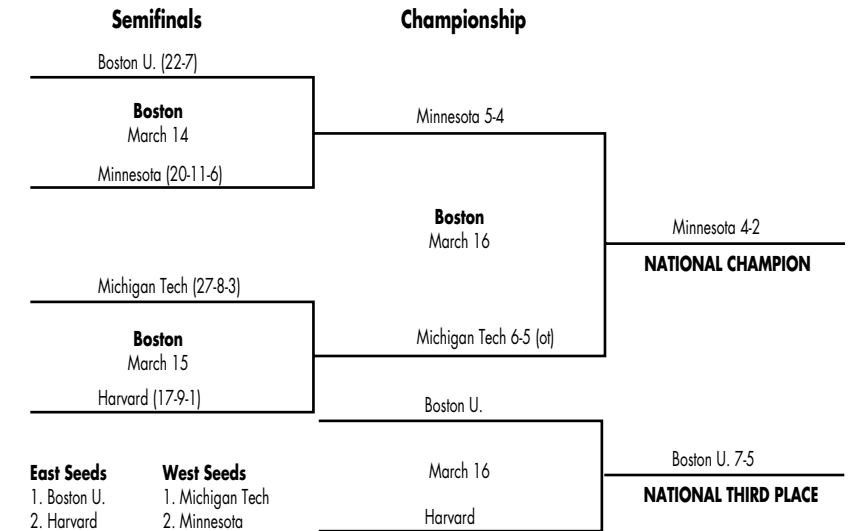 Semifinals
Championship
Boston U. (22-7)
Boston
March 14
Minnesota (20-11-6)
Minnesota 5-4
Boston
March 16
Minnesota 4-2
NATIONAL CHAMPION
Michigan Tech (27-8-3)
Boston
March 15
Harvard (17-9-1)
Michigan Tech 6-5 (ot)
Boston U.
March 16
Harvard
Boston U. 7-5
NATIONAL THIRD PLACE
East Seeds
1. Boston U.
2. Harvard
West Seeds
1. Michigan Tech
2. Minnesota